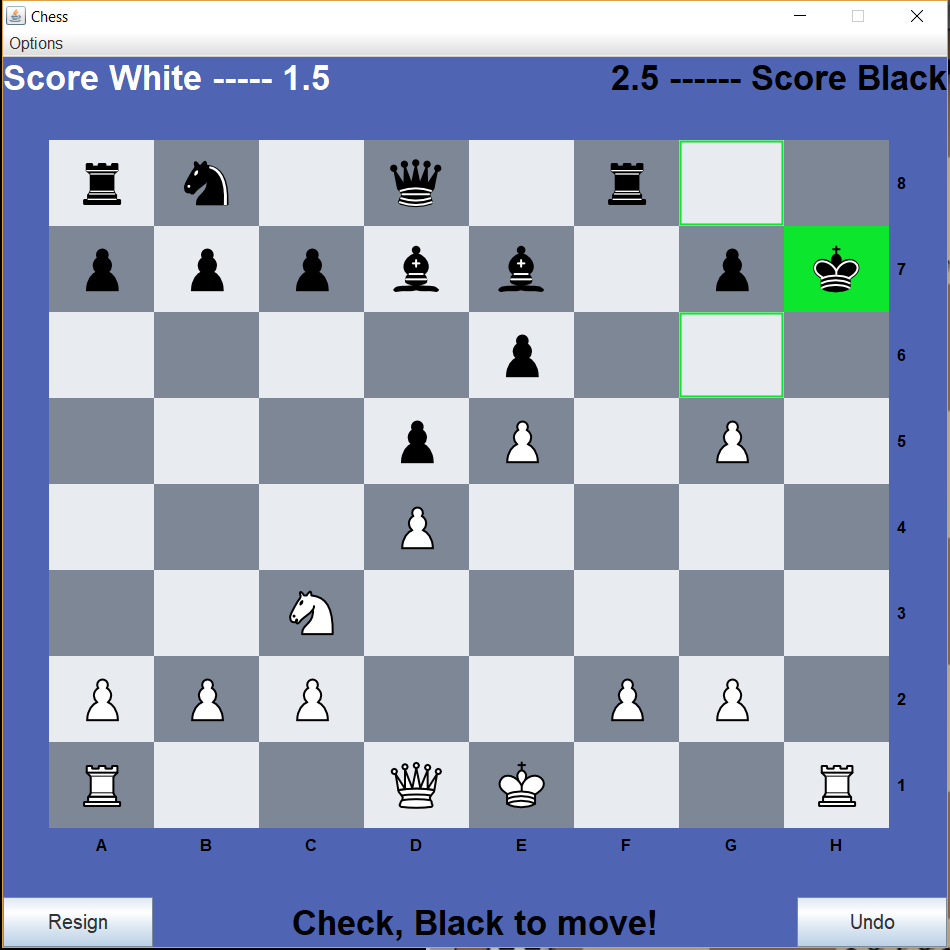 Chess
Options
Score White ----- 1.5
2.5 ------ Score Black
8
7
6
5
4
3
2
1
A B C D E F G H
Resign
Check, Black to move!
Undo